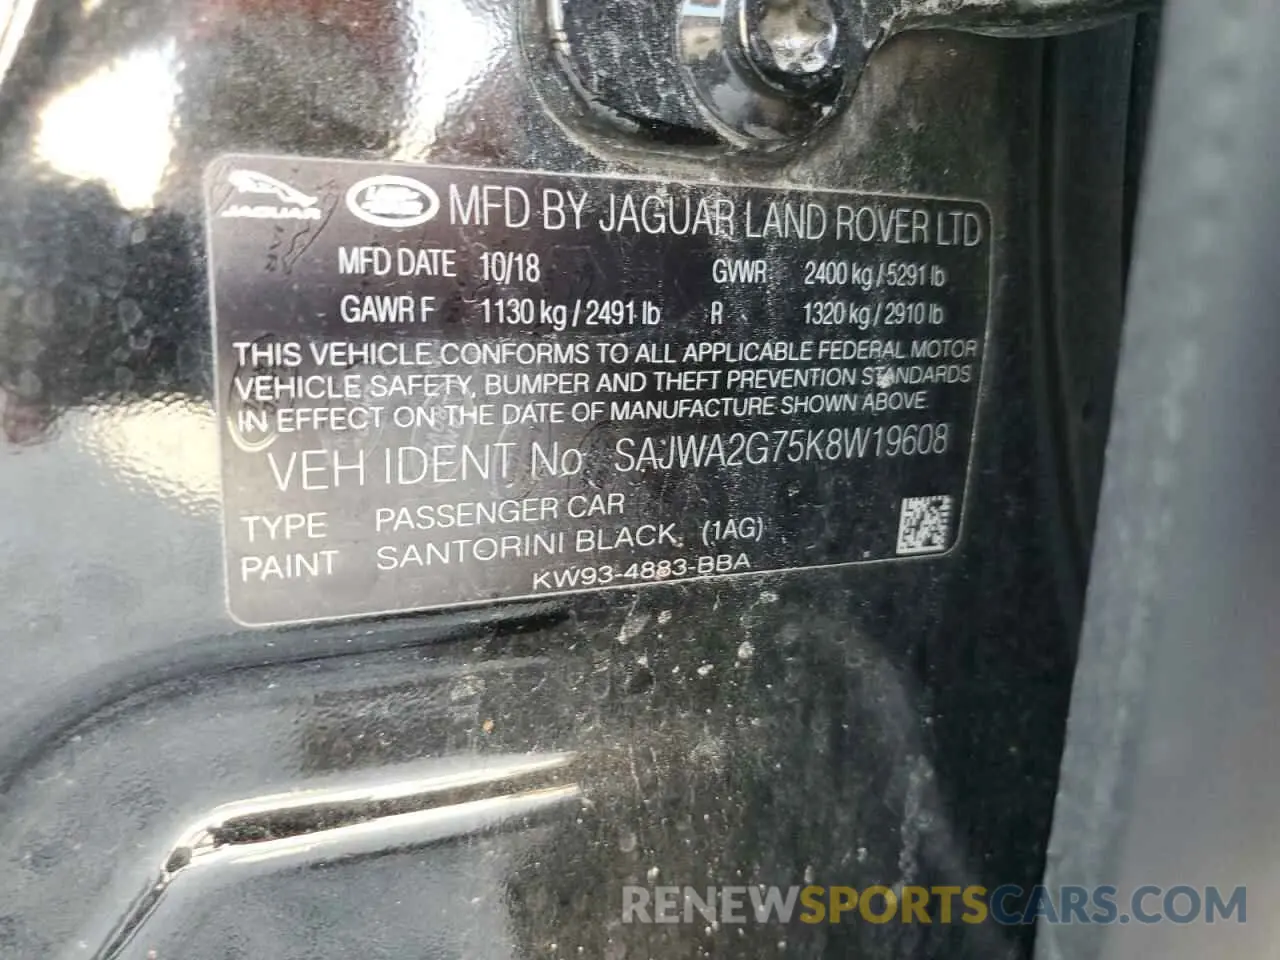 JAGUAR MFD BY JAGUAR LAND ROVER LTD
MFD DATE 10/18 GVWR 2400 kg / 5291 lb
GAWR F 1130 kg / 2491 lb R 1320 kg / 2910 lb
THIS VEHICLE CONFORMS TO ALL APPLICABLE FEDERAL MOTOR
VEHICLE SAFETY, BUMPER AND THEFT PREVENTION STANDARDS
IN EFFECT ON THE DATE OF MANUFACTURE SHOWN ABOVE
VEH IDENT No SAJWA2G75K8W19608
TYPE PASSENGER CAR
PAINT SANTORINI BLACK (1AG)
KW93-4883-BBA
RENEWSPORTSCARS.COM